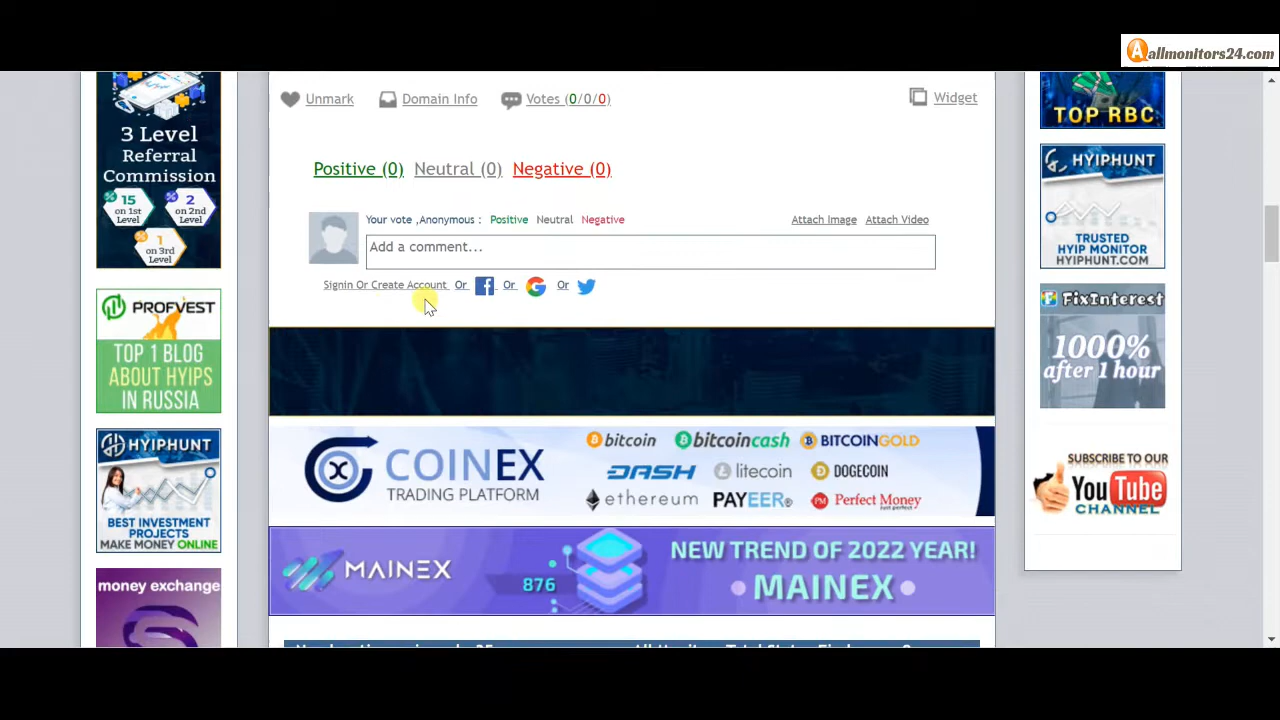 allmonitors24.com
Unmark
Domain Info
Votes (0/0/0)
Widget
Positive (0) Neutral (0) Negative (0)
Your vote ,Anonymous : Positive Neutral Negative
Attach Image Attach Video
Add a comment...
Signin Or Create Account Or Or Or
3 Level
Referral
Commission
15
on 1st
Level
2
on 2nd
Level
1
on 3rd
Level
PROFVEST
TOP 1 BLOG
ABOUT HYIPS
IN RUSSIA
HYIPHUNT
BEST INVESTMENT
PROJECTS
MAKE MONEY ONLINE
money exchange
COINEX
TRADING PLATFORM
bitcoin bitcoincash BITCOINGOLD
DASH litecoin DOGECOIN
ethereum PAYEER Perfect Money
just perfect
MAINEX
876
NEW TREND OF 2022 YEAR!
MAINEX
TOP RBC
HYIPHUNT
TRUSTED
HYIP MONITOR
HYIPHUNT.COM
FixInterest
1000%
after 1 hour
SUBSCRIBE TO OUR
YouTube
CHANNEL